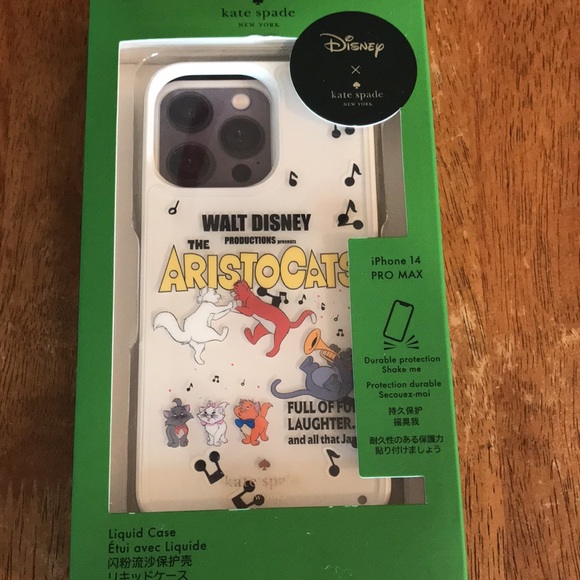 kate spade
NEW YORK
Disney
×
kate spade
NEW YORK
WALT DISNEY
PRODUCTIONS presents
THE
ARISTOCATS
iPhone 14
PRO MAX
Durable protection
Shake me
Protection durable
Secouez-moi
持久保护
摇晃我
耐久性のある保護力
貼り付けましょう
FULL OF
LAUGHTER.
and all that
kate spa
Liquid Case
Étui avec Liquide
闪粉流沙保护壳
リキッドケース